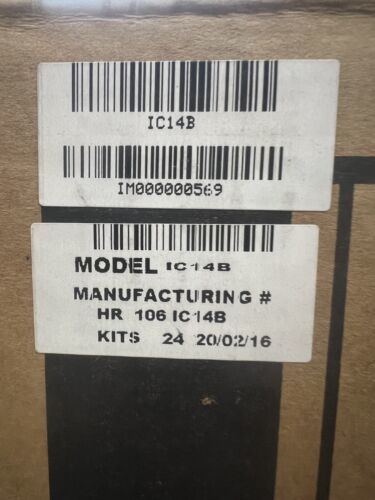 IC14B
IM000000569
MODEL IC14B
MANUFACTURING #
HR 106 IC14B
KITS 24 20/02/16